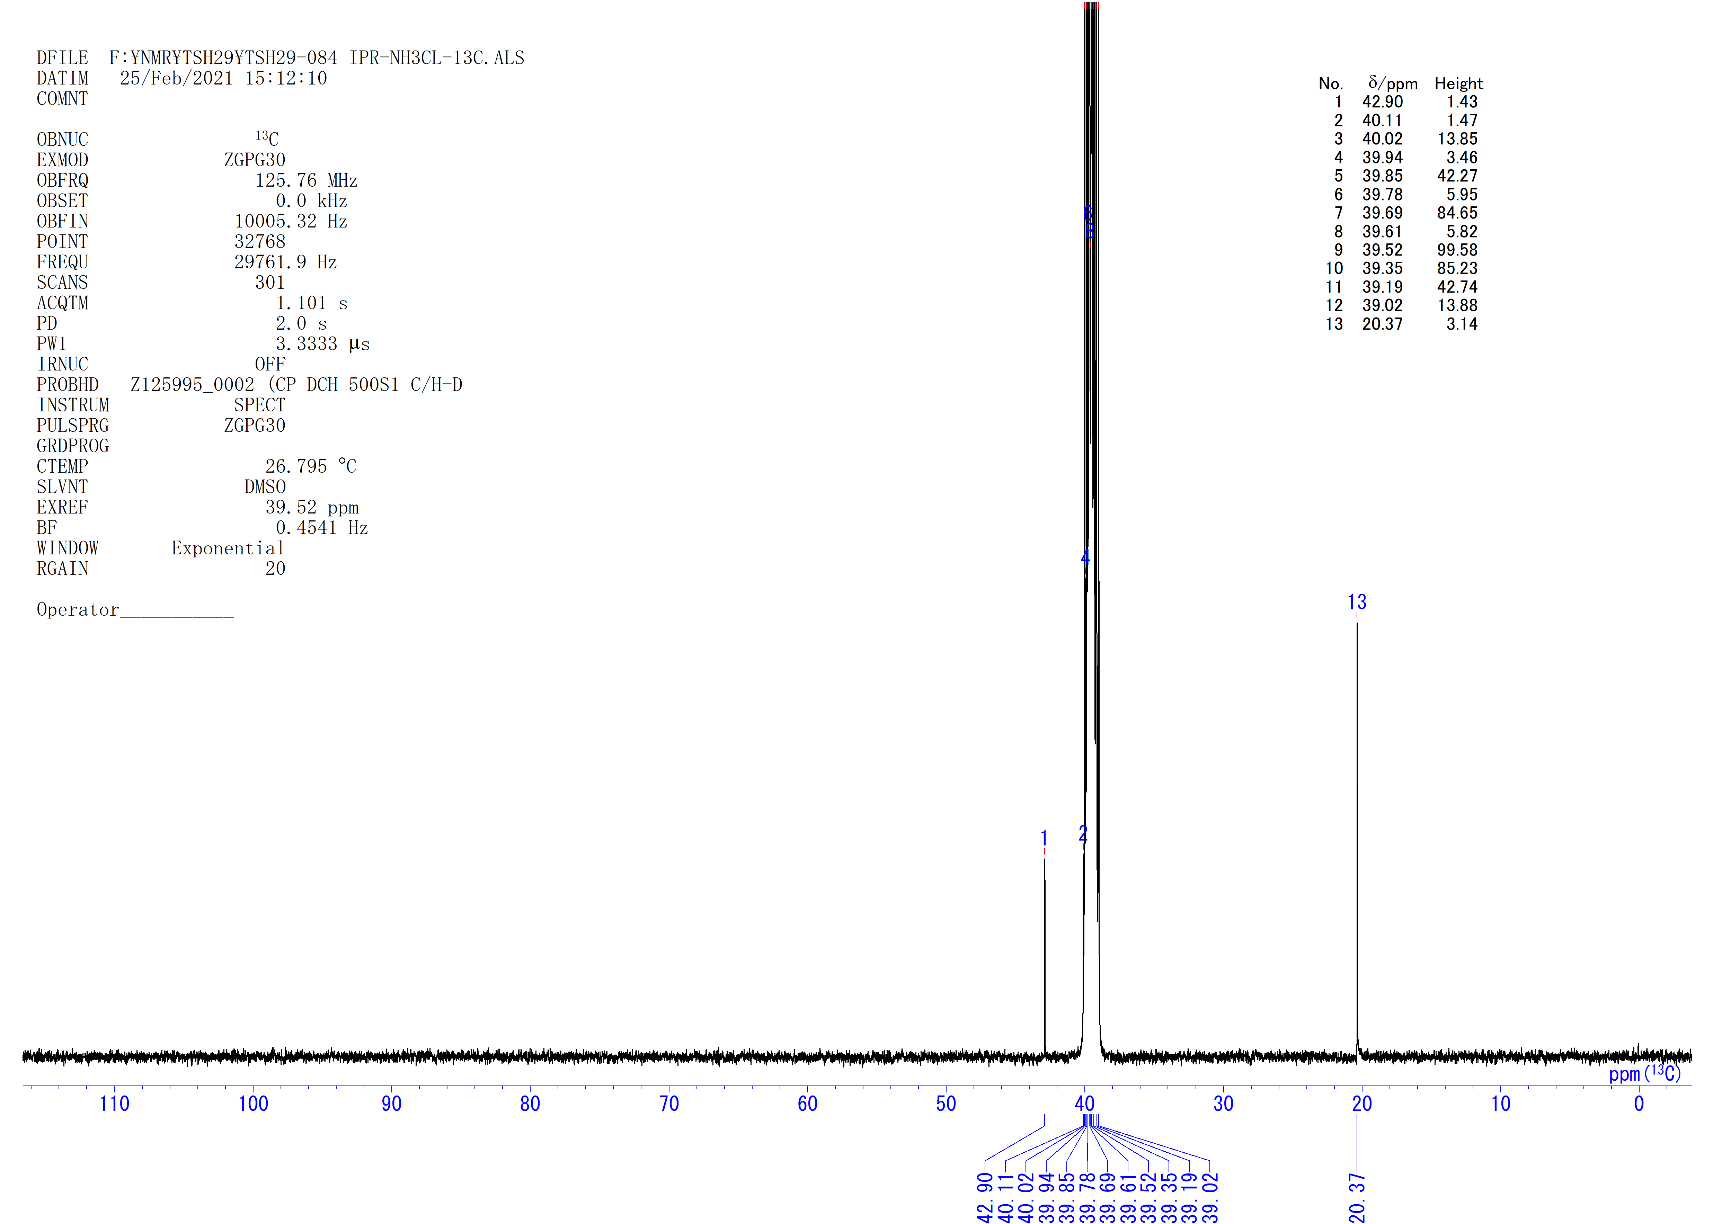 DFILE F:YNMRYTSH29YTSH29-084 IPR-NH3CL-13C.ALS
DATIM 25/Feb/2021 15:12:10
COMNT
OBNUC 13C
EXMOD ZGPG30
OBFRQ 125.76 MHz
OBSET 0.0 kHz
OBFIN 10005.32 Hz
POINT 32768
FREQU 29761.9 Hz
SCANS 301
ACQTM 1.101 s
PD 2.0 s
PW1 3.3333 µs
IRNUC OFF
PROBHD Z125995_0002 (CP DCH 500S1 C/H-D
INSTRUM SPECT
PULSPRG ZGPG30
GRDPROG
CTEMP 26.795 °C
SLVNT DMSO
EXREF 39.52 ppm
BF 0.4541 Hz
WINDOW Exponential
RGAIN 20
Operator___________
No. δ/ppm Height
1 42.90 1.43
2 40.11 1.47
3 40.02 13.85
4 39.94 3.46
5 39.85 42.27
6 39.78 5.95
7 39.69 84.65
8 39.61 5.82
9 39.52 99.58
10 39.35 85.23
11 39.19 42.74
12 39.02 13.88
13 20.37 3.14
4
13
1
2
ppm(13C)
110 100 90 80 70 60 50 40 30 20 10 0
42.90
40.11
40.02
39.94
39.85
39.78
39.69
39.61
39.52
39.35
39.19
39.02
20.37